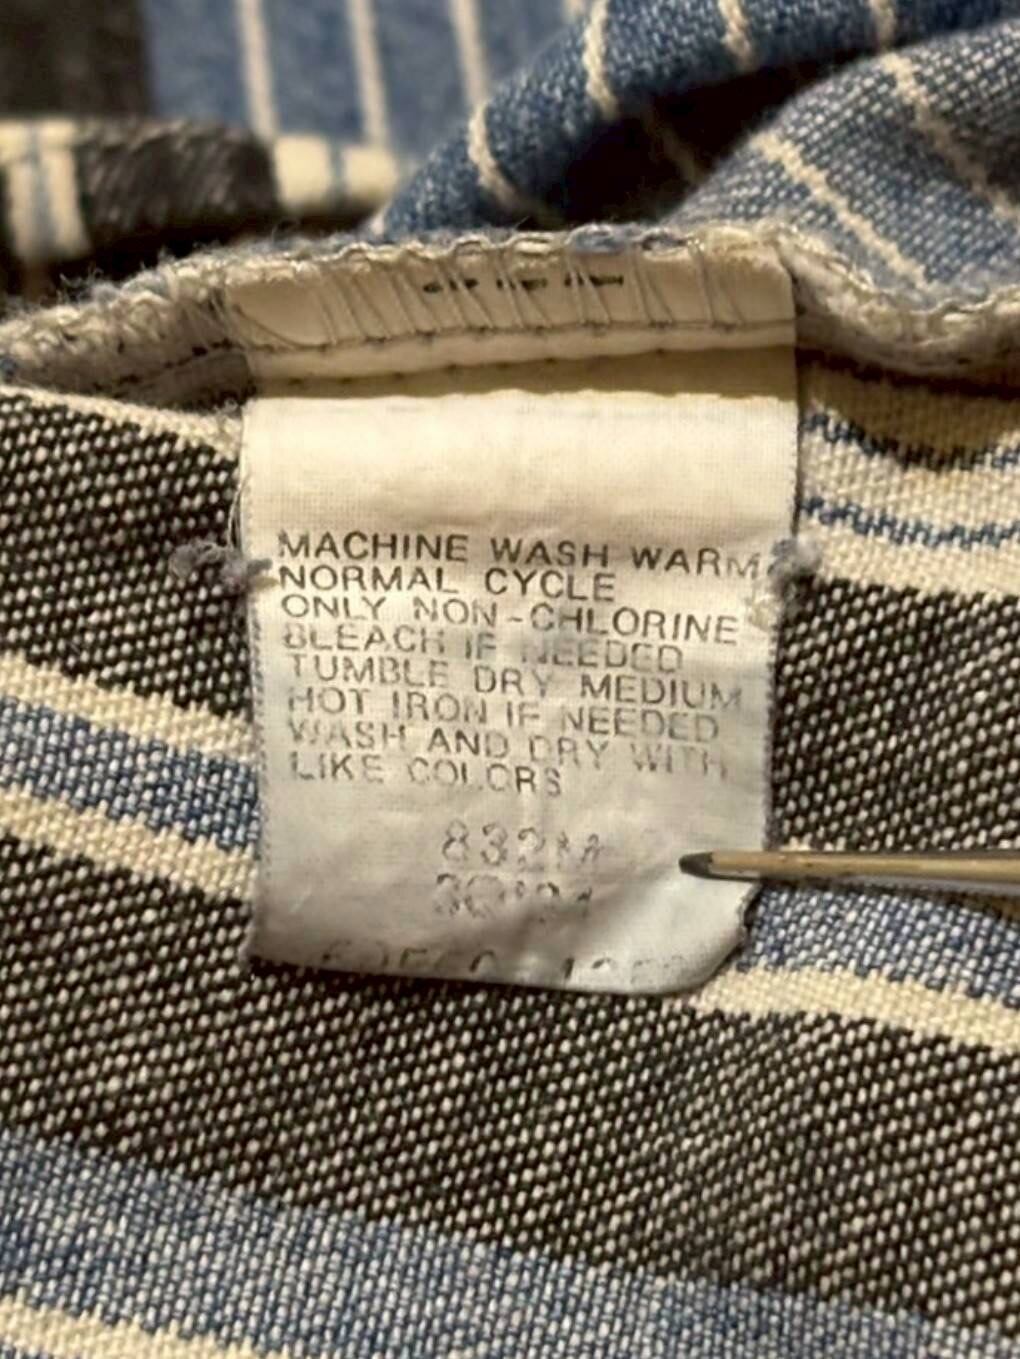 MACHINE WASH WARM
NORMAL CYCLE
ONLY NON-CHLORINE
BLEACH IF NEEDED
TUMBLE DRY MEDIUM
HOT IRON IF NEEDED
WASH AND DRY WITH
LIKE COLORS
832M